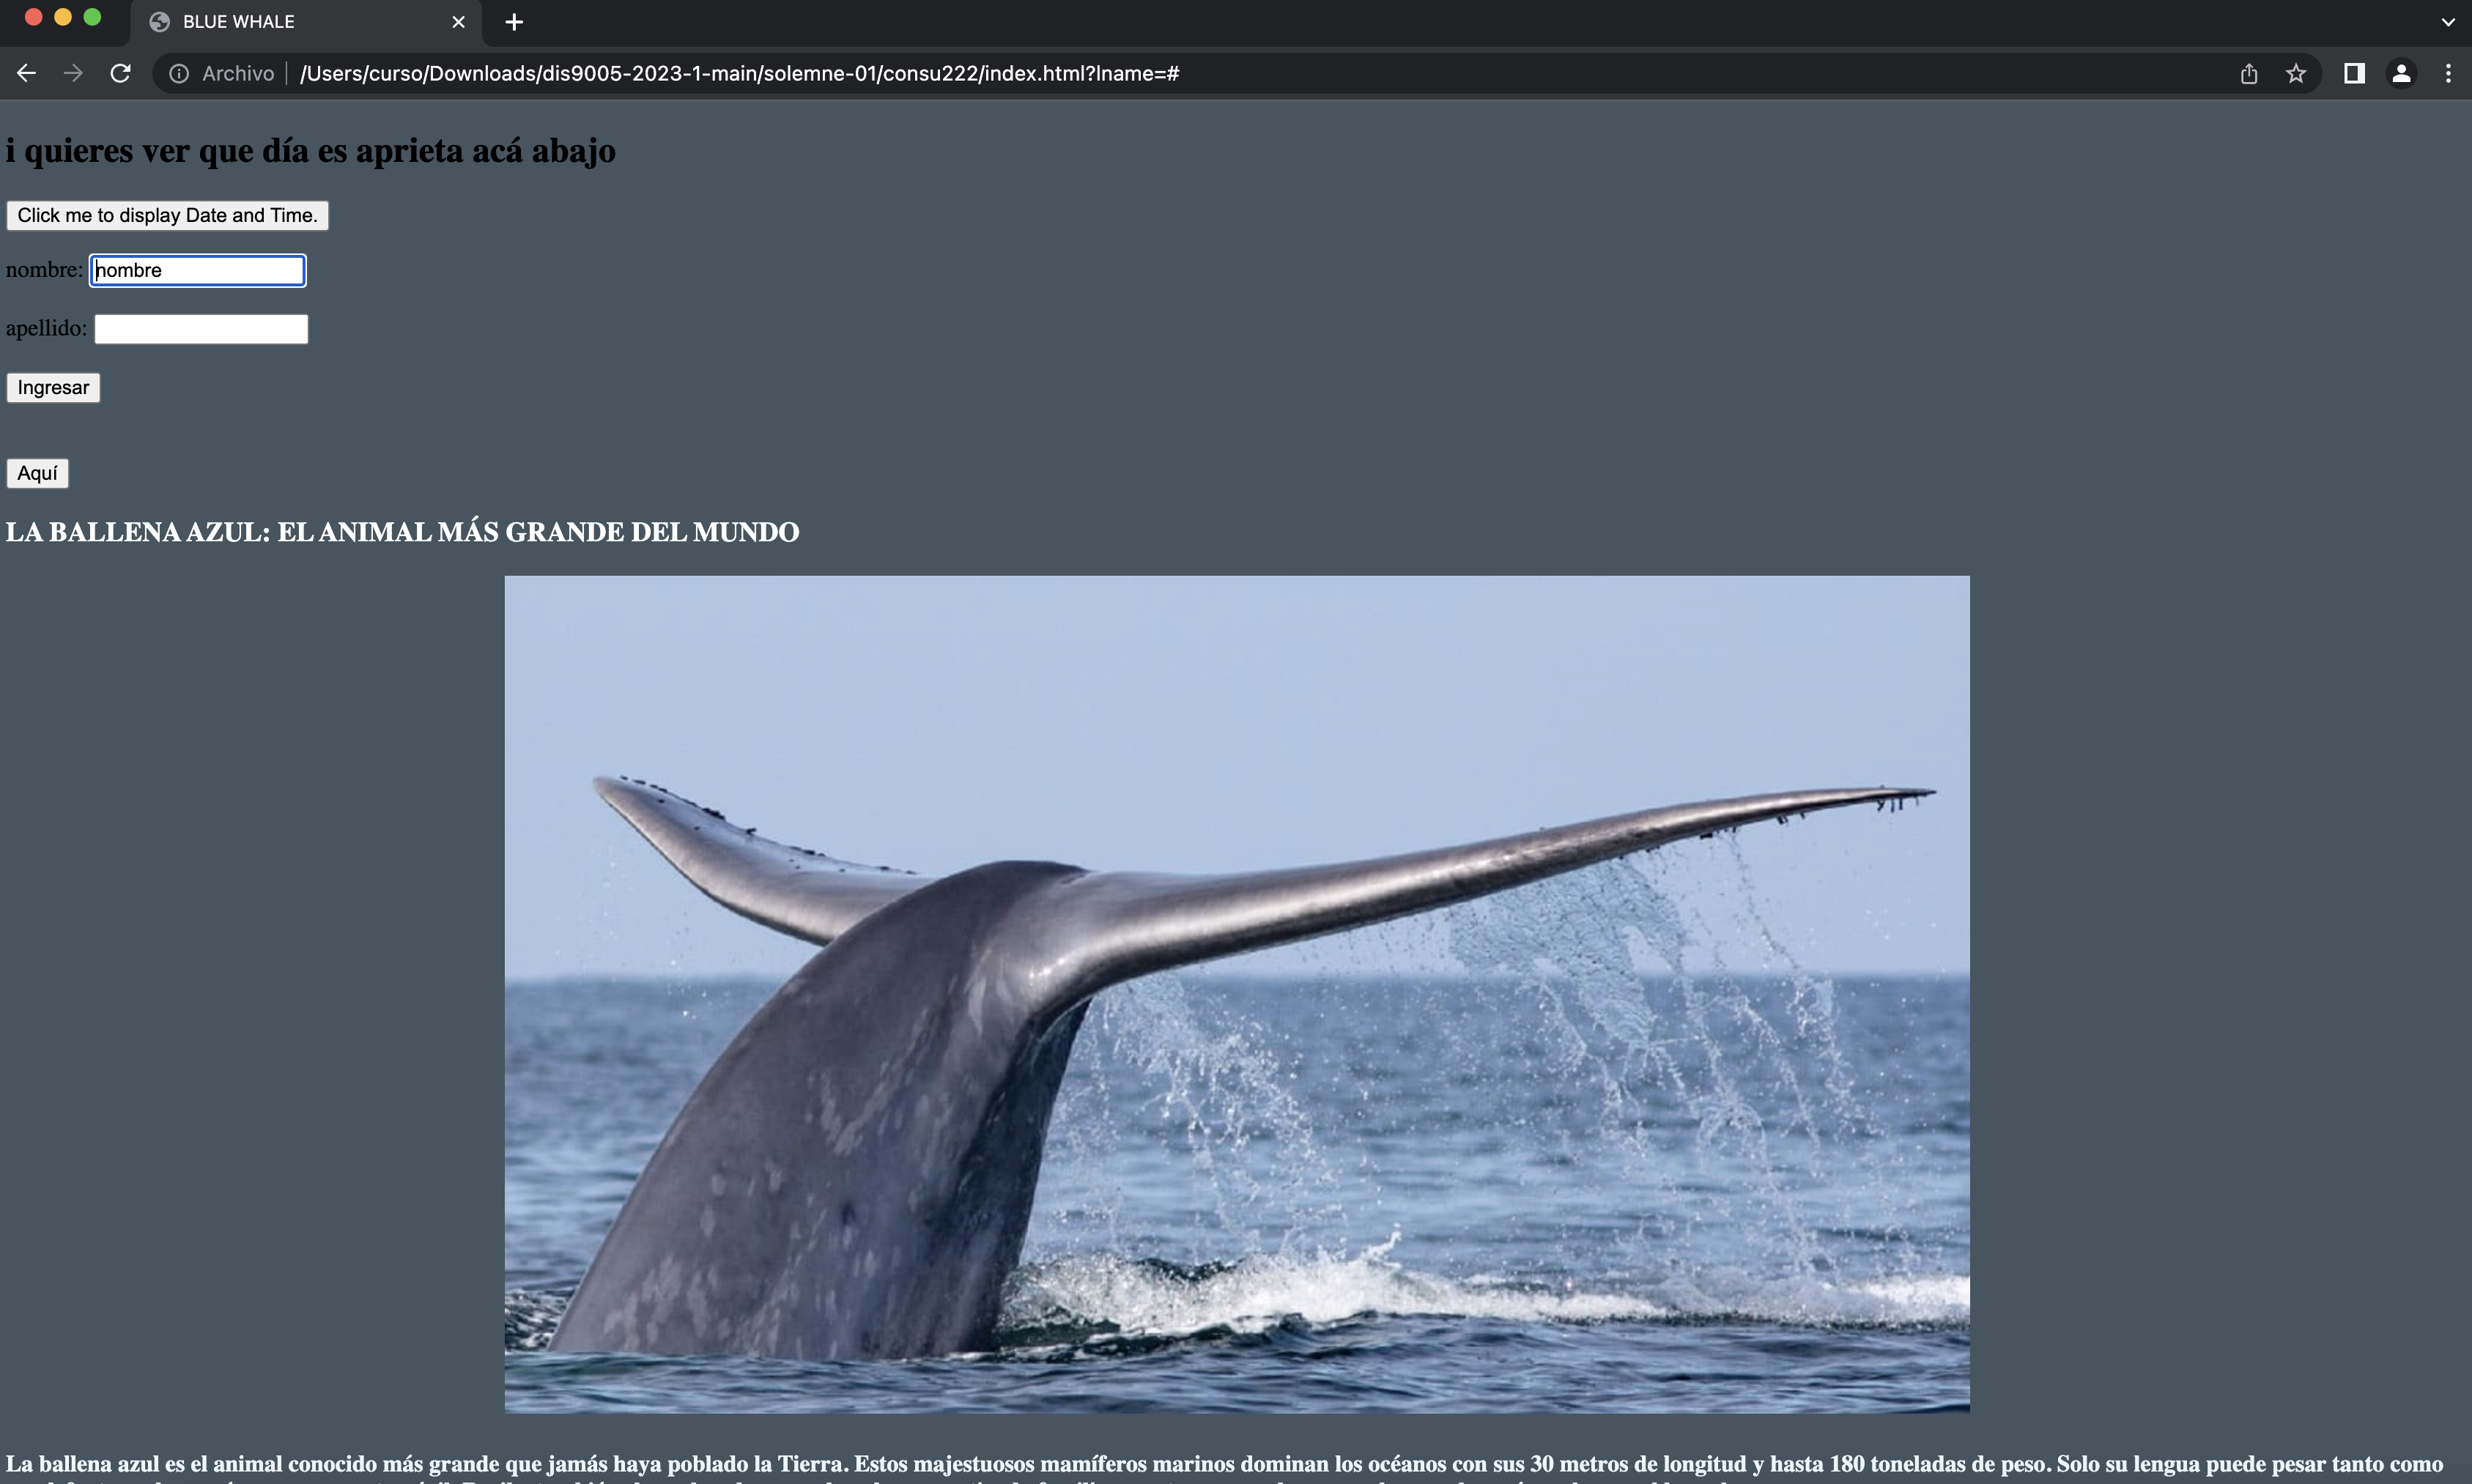 BLUE WHALE
Archivo /Users/curso/Downloads/dis9005-2023-1-main/solemne-01/consu222/index.html?lname=#
i quieres ver que día es aprieta acá abajo
Click me to display Date and Time.
nombre: nombre
apellido:
Ingresar
Aquí
LA BALLENA AZUL: EL ANIMAL MÁS GRANDE DEL MUNDO
La ballena azul es el animal conocido más grande que jamás haya poblado la Tierra. Estos majestuosos mamíferos marinos dominan los océanos con sus 30 metros de longitud y hasta 180 toneladas de peso. Solo su lengua puede pesar tanto como